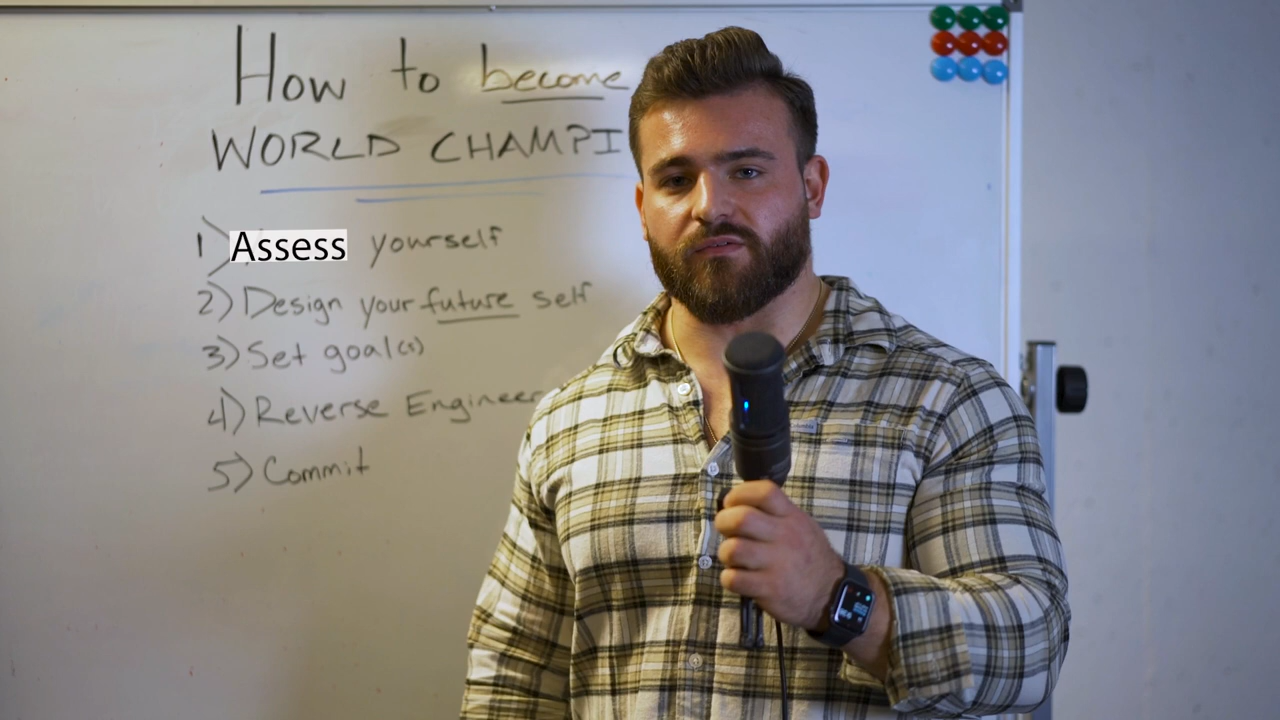 How to become
WORLD CHAMPI
1) Assess yourself
2) Design your future self
3) Set goal(s)
4) Reverse Engineer
5) Commit